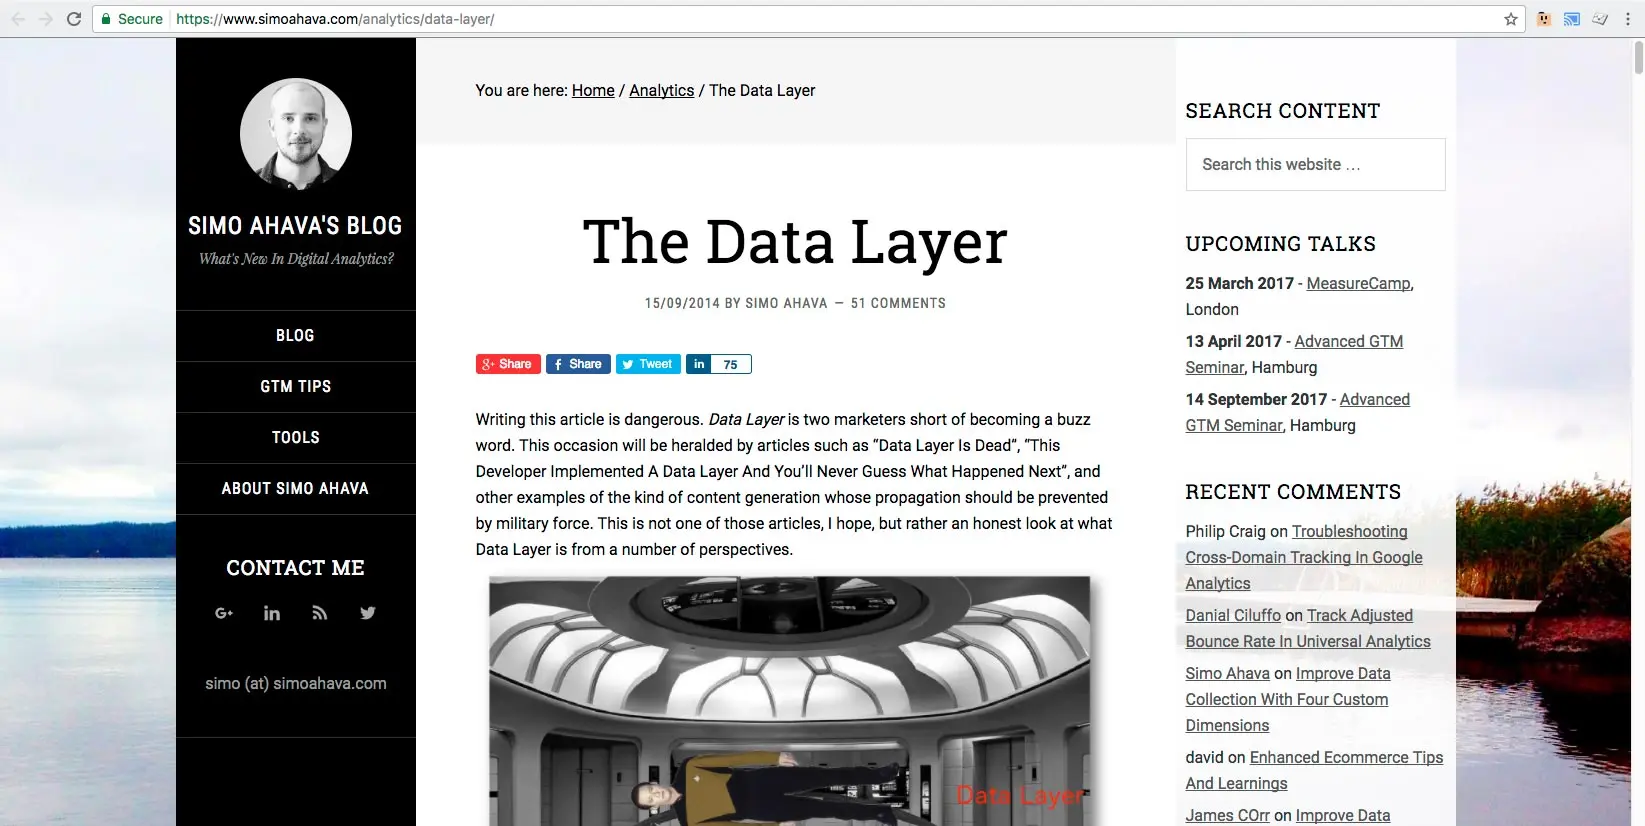 Secure https://www.simoahava.com/analytics/data-layer/
SIMO AHAVA'S BLOG
What's New In Digital Analytics?
BLOG
GTM TIPS
TOOLS
ABOUT SIMO AHAVA
CONTACT ME
G+ in
simo (at) simoahava.com
You are here: Home / Analytics / The Data Layer
The Data Layer
15/09/2014 BY SIMO AHAVA — 51 COMMENTS
g+ Share f Share Tweet in 75
Writing this article is dangerous. Data Layer is two marketers short of becoming a buzz
word. This occasion will be heralded by articles such as “Data Layer Is Dead“, “This
Developer Implemented A Data Layer And You’ll Never Guess What Happened Next”, and
other examples of the kind of content generation whose propagation should be prevented
by military force. This is not one of those articles, I hope, but rather an honest look at what
Data Layer is from a number of perspectives.
Data Layer
SEARCH CONTENT
Search this website …
UPCOMING TALKS
25 March 2017 - MeasureCamp,
London
13 April 2017 - Advanced GTM
Seminar, Hamburg
14 September 2017 - Advanced
GTM Seminar, Hamburg
RECENT COMMENTS
Philip Craig on Troubleshooting
Cross-Domain Tracking In Google
Analytics
Danial Ciluffo on Track Adjusted
Bounce Rate In Universal Analytics
Simo Ahava on Improve Data
Collection With Four Custom
Dimensions
david on Enhanced Ecommerce Tips
And Learnings
James COrr on Improve Data